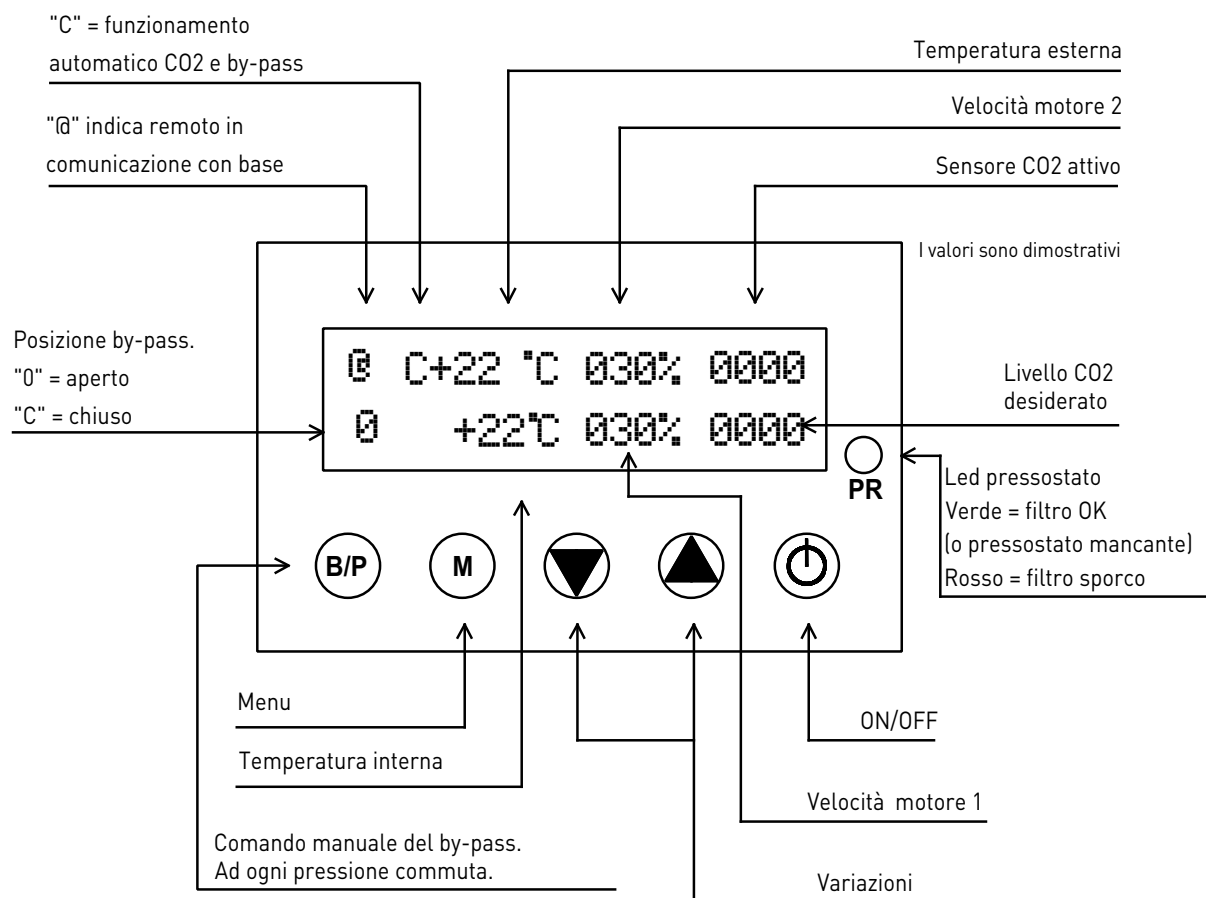 "C" = funzionamento
automatico CO2 e by-pass
"@" indica remoto in
comunicazione con base
Temperatura esterna
Velocità motore 2
Sensore CO2 attivo
I valori sono dimostrativi
Posizione by-pass.
"0" = aperto
"C" = chiuso
@ C+22 °C 030% 0000
0 +22°C 030% 0000
Livello CO2
desiderato
PR
Led pressostato
Verde = filtro OK
(o pressostato mancante)
Rosso = filtro sporco
B/P
M
Menu
Temperatura interna
ON/OFF
Velocità motore 1
Comando manuale del by-pass.
Ad ogni pressione commuta.
Variazioni